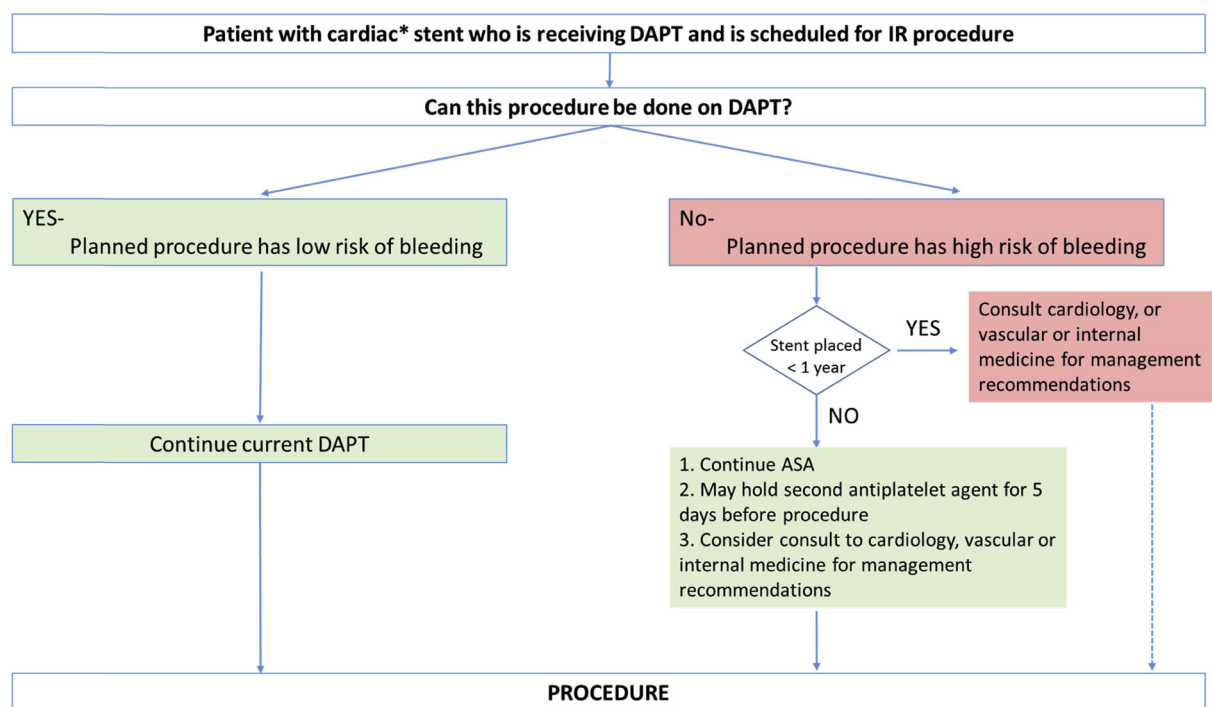 Patient with cardiac* stent who is receiving DAPT and is scheduled for IR procedure
Can this procedure be done on DAPT?
YES-
Planned procedure has low risk of bleeding
No-
Planned procedure has high risk of bleeding
Stent placed
< 1 year
YES
Consult cardiology, or
vascular or internal
medicine for management
recommendations
NO
Continue current DAPT
1. Continue ASA
2. May hold second antiplatelet agent for 5
days before procedure
3. Consider consult to cardiology, vascular or
internal medicine for management
recommendations
PROCEDURE